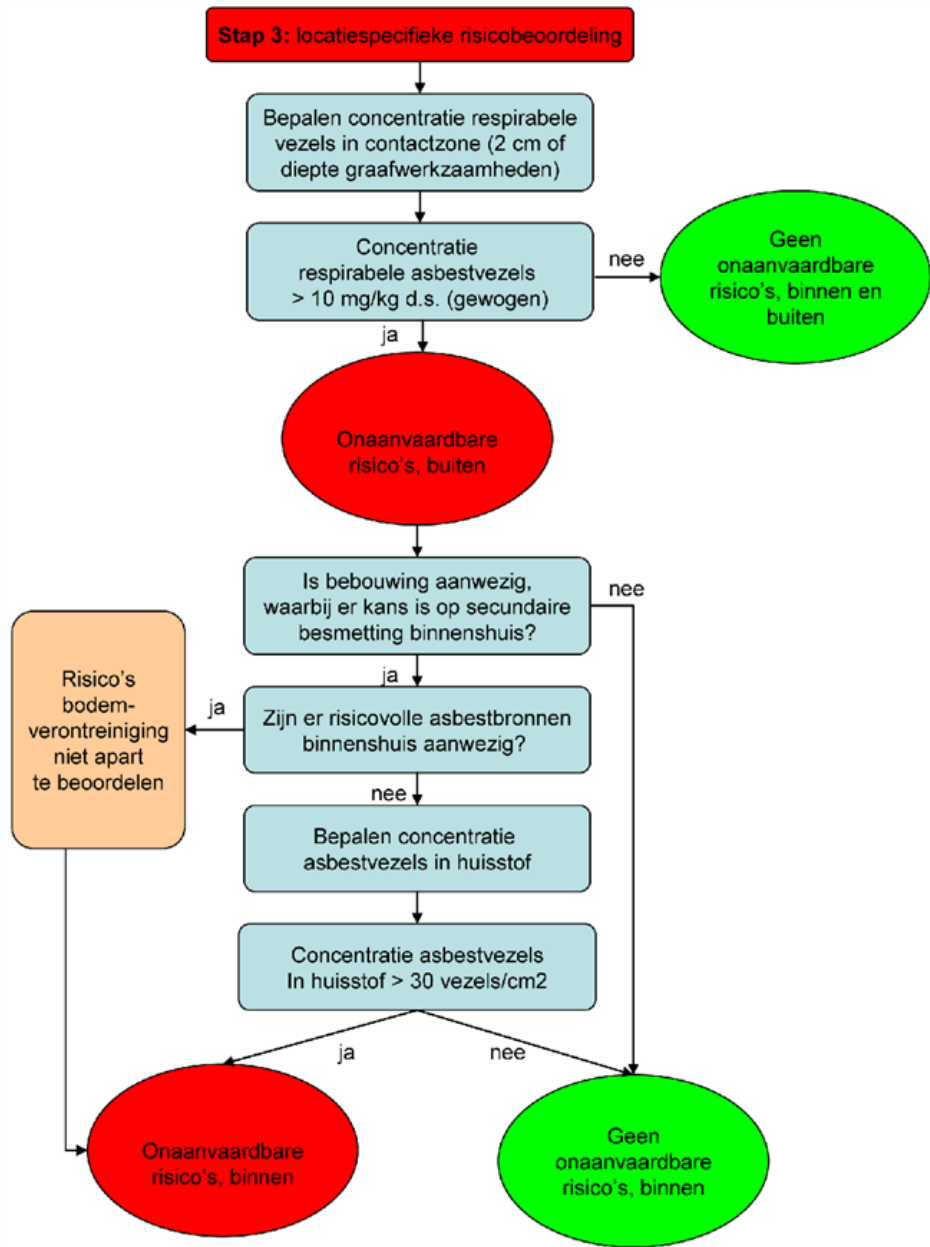 Stap 3: locatiespecifieke risicobeoordeling
Bepalen concentratie respirabele
vezels in contactzone (2 cm of
diepte graafwerkzaamheden)
Concentratie
respirabele asbestvezels
> 10 mg/kg d.s. (gewogen)
nee
Geen
onaanvaardbare
risico's, binnen en
buiten
ja
Onaanvaardbare
risico's, buiten
Is bebouwing aanwezig,
waarbij er kans is op secundaire
besmetting binnenshuis?
nee
ja
Zijn er risicovolle asbestbronnen
binnenshuis aanwezig?
ja
Risico's
bodem-
verontreiniging
niet apart
te beoordelen
nee
Bepalen concentratie
asbestvezels in huisstof
Concentratie asbestvezels
In huisstof > 30 vezels/cm2
ja
nee
Onaanvaardbare
risico's, binnen
Geen
onaanvaardbare
risico's, binnen